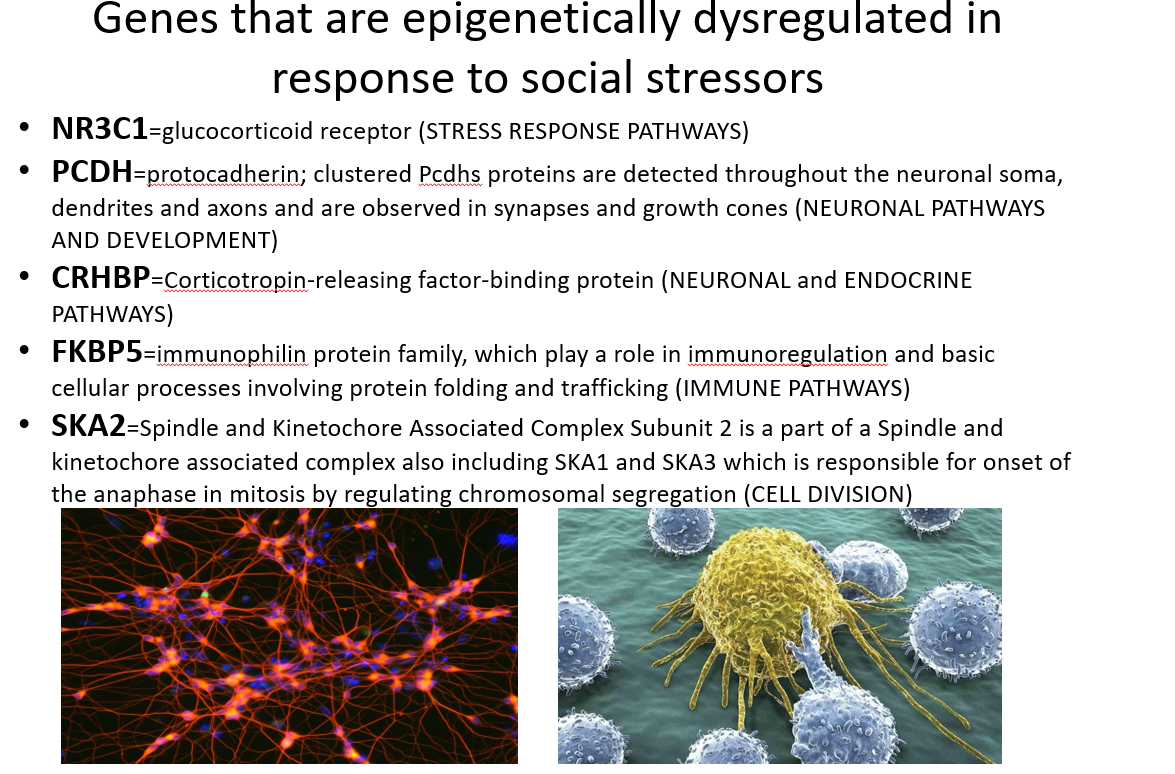 Genes that are epigenetically dysregulated in
response to social stressors
• NR3C1=glucocorticoid receptor (STRESS RESPONSE PATHWAYS)
• PCDH=protocadherin; clustered Pcdhs proteins are detected throughout the neuronal soma,
dendrites and axons and are observed in synapses and growth cones (NEURONAL PATHWAYS
AND DEVELOPMENT)
• CRHBP=Corticotropin-releasing factor-binding protein (NEURONAL and ENDOCRINE
PATHWAYS)
• FKBP5=immunophilin protein family, which play a role in immunoregulation and basic
cellular processes involving protein folding and trafficking (IMMUNE PATHWAYS)
• SKA2=Spindle and Kinetochore Associated Complex Subunit 2 is a part of a Spindle and
kinetochore associated complex also including SKA1 and SKA3 which is responsible for onset of
the anaphase in mitosis by regulating chromosomal segregation (CELL DIVISION)